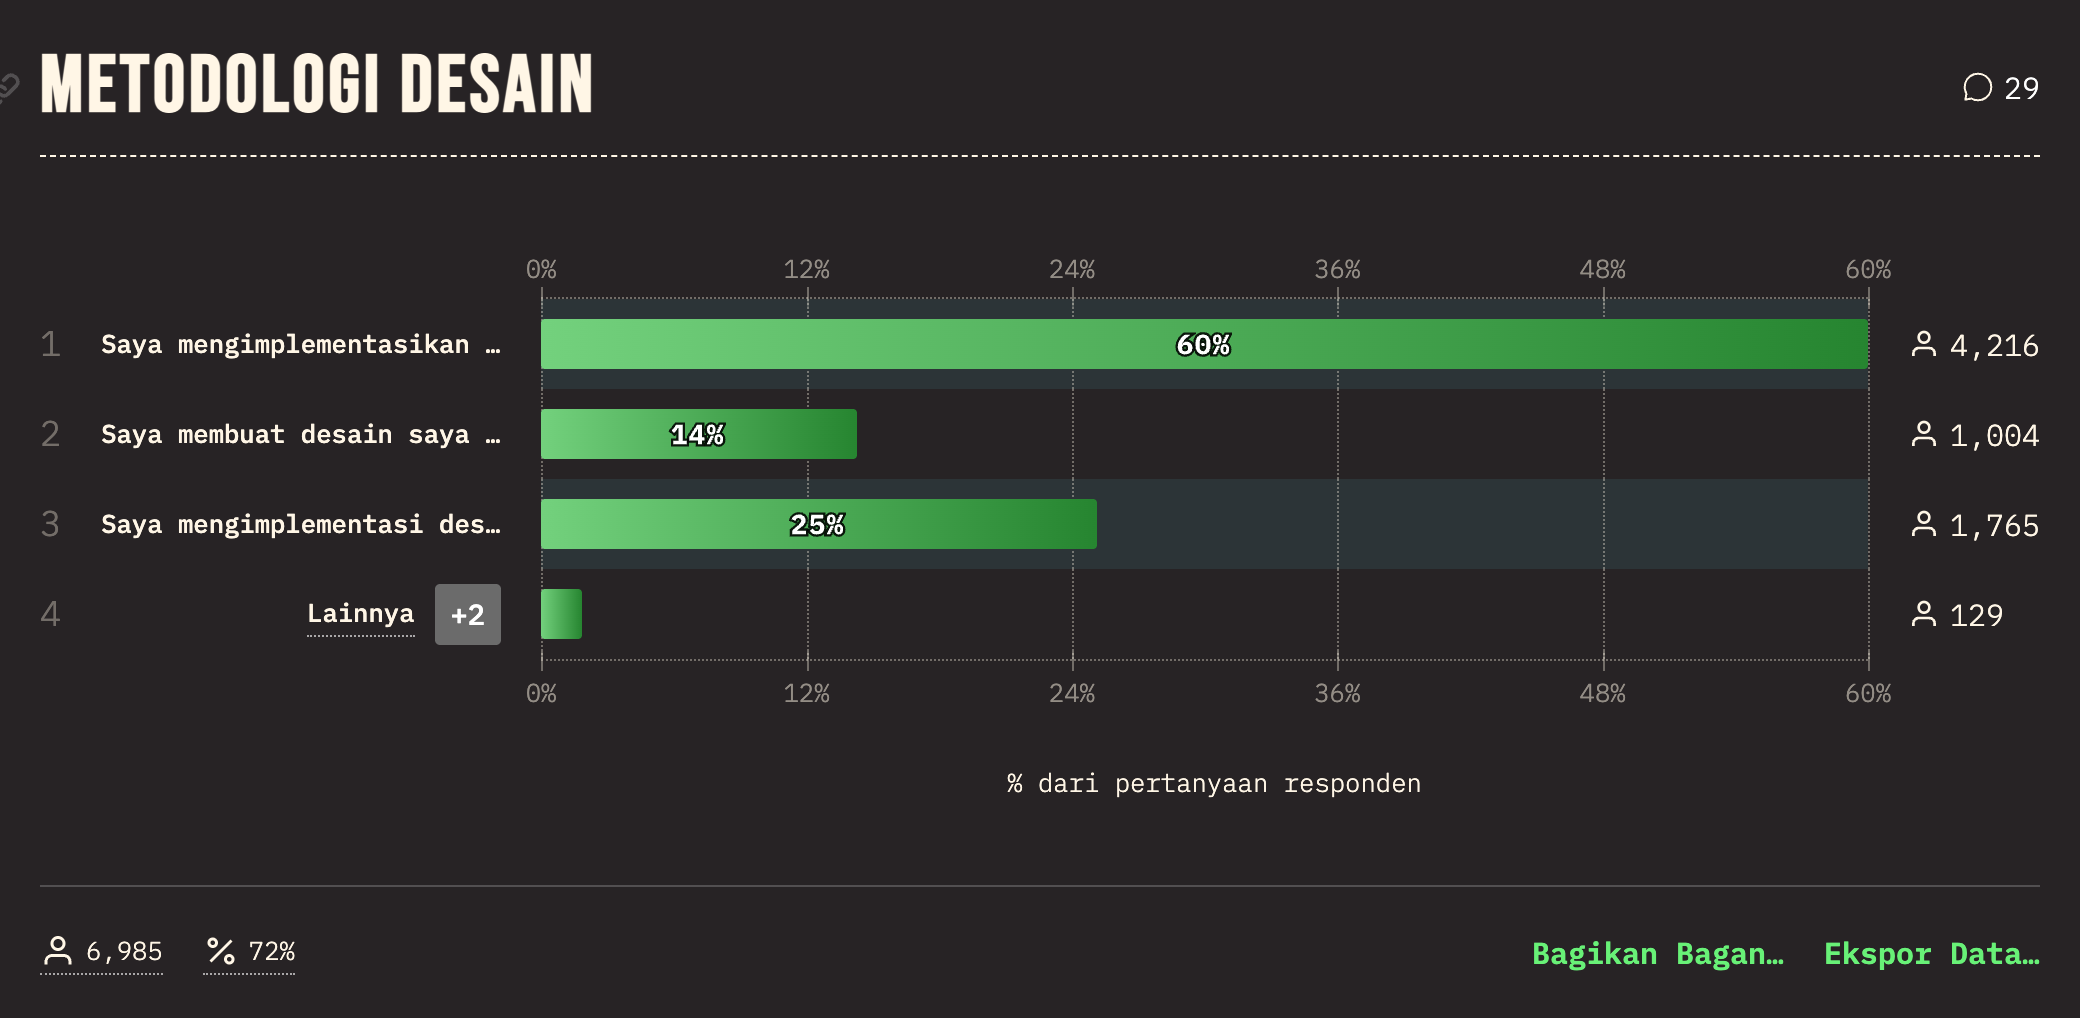 METODOLOGI DESAIN
29
0% 12% 24% 36% 48% 60%
1 Saya mengimplementasikan … 60% 4,216
2 Saya membuat desain saya … 14% 1,004
3 Saya mengimplementasi des… 25% 1,765
4 Lainnya +2 129
0% 12% 24% 36% 48% 60%
% dari pertanyaan responden
6,985 72% Bagikan Bagan… Ekspor Data…